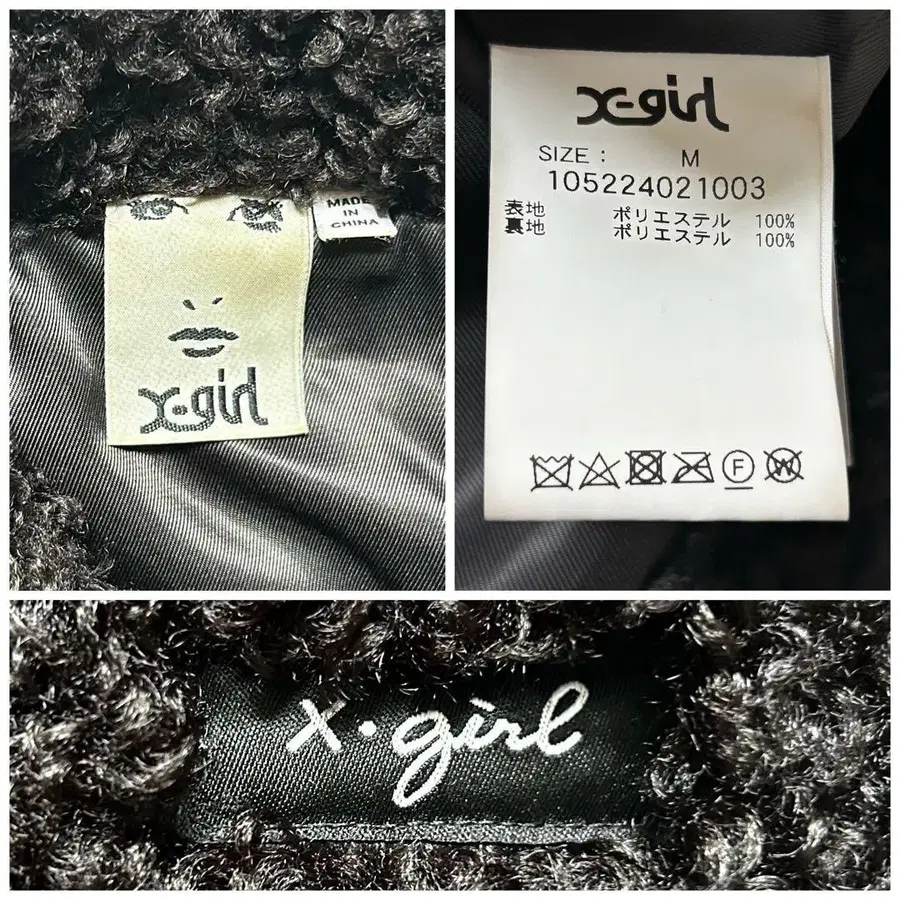 MADE
IN
CHINA
x-girl
X-girl
SIZE : M
105224021003
表地 ポリエステル 100%
裏地 ポリエステル 100%
F
W
x·girl